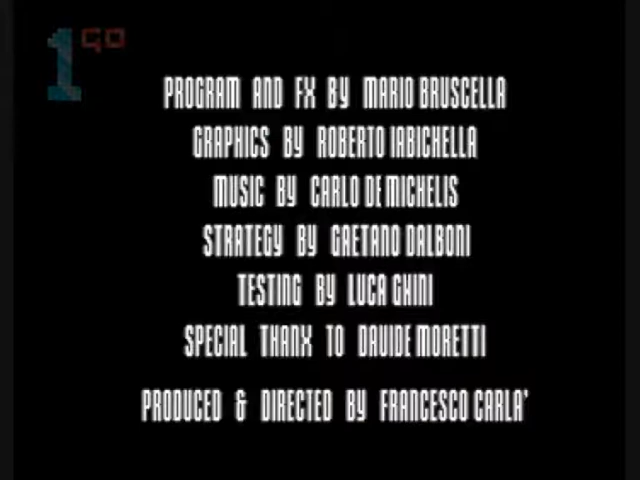 1 GO
PROGRAM AND FX BY MARIO BRUSCELLA
GRAPHICS BY ROBERTO IABICHELLA
MUSIC BY CARLO DE MICHELIS
STRATEGY BY GAETANO DALBONI
TESTING BY LUCA GHINI
SPECIAL THANX TO DAVIDE MORETTI
PRODUCED & DIRECTED BY FRANCESCO CARLA'